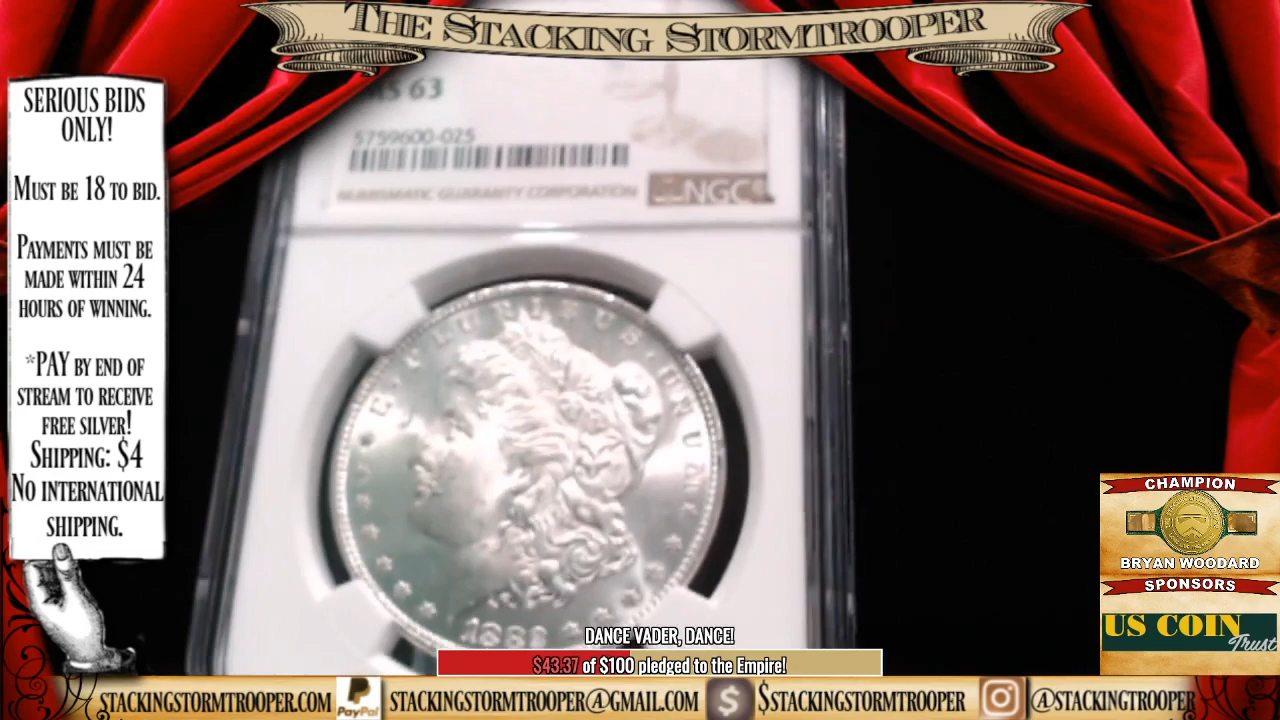 THE STACKING STORMTROOPER
SERIOUS BIDS
ONLY!
MUST BE 18 TO BID.
PAYMENTS MUST BE
MADE WITHIN 24
HOURS OF WINNING.
*PAY BY END OF
STREAM TO RECEIVE
FREE SILVER!
SHIPPING: $4
NO INTERNATIONAL
SHIPPING.
MS 63
5759600-025
NUMISMATIC GUARANTY CORPORATION
NGC
E PLURIBUS UNUM
CHAMPION
BRYAN WOODARD
SPONSORS
US COIN
Trust
DANCE VADER, DANCE!
$43.37 of $100 pledged to the Empire!
STACKINGSTORMTROOPER.COM
PayPal
STACKINGSTORMTROOPER@GMAIL.COM
$
$STACKINGSTORMTROOPER
@STACKINGTROOPER